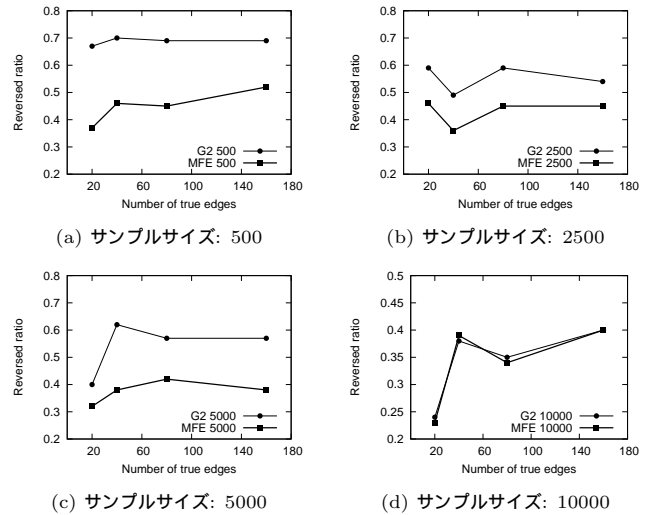 0.8
0.7
0.6
0.5
0.4
0.3
0.2
Reversed ratio
G2 500
MFE 500
20 60 100 140 180
Number of true edges
(a) サンプルサイズ: 500
0.8
0.7
0.6
0.5
0.4
0.3
0.2
Reversed ratio
G2 2500
MFE 2500
20 60 100 140 180
Number of true edges
(b) サンプルサイズ: 2500
0.8
0.7
0.6
0.5
0.4
0.3
0.2
Reversed ratio
G2 5000
MFE 5000
20 60 100 140 180
Number of true edges
(c) サンプルサイズ: 5000
0.5
0.45
0.4
0.35
0.3
0.25
0.2
Reversed ratio
G2 10000
MFE 10000
20 60 100 140 180
Number of true edges
(d) サンプルサイズ: 10000